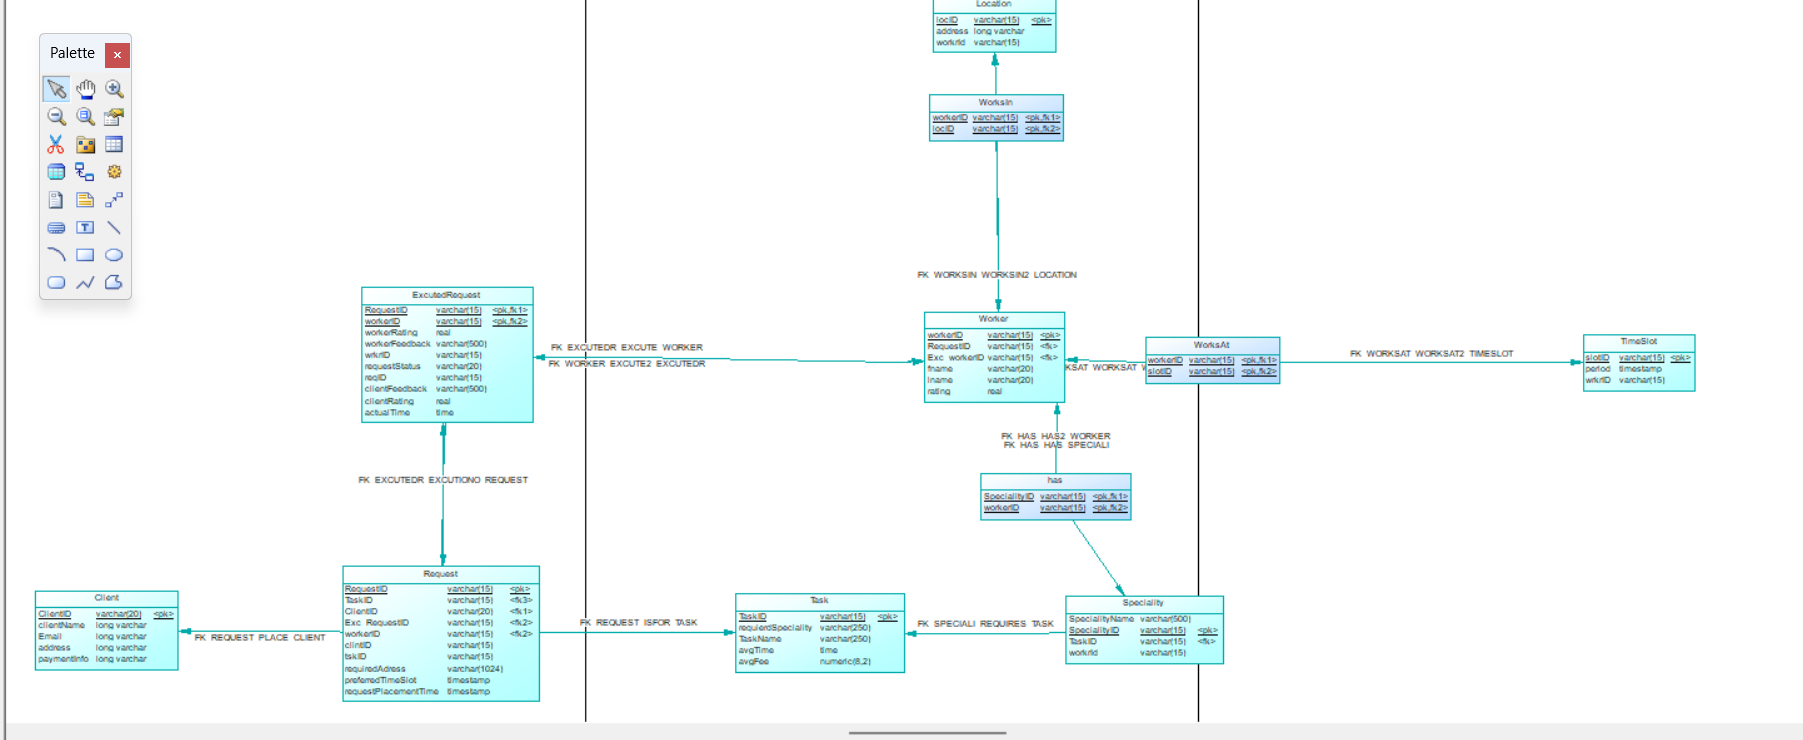 Palette
Location
locID varchar(15) <pk>
address long varchar
workrId varchar(15)
WorksIn
workerID varchar(15) <pk,fk1>
locID varchar(15) <pk,fk2>
FK WORKSIN WORKSIN2 LOCATION
ExcutedRequest
RequestID varchar(15) <pk,fk1>
workerID varchar(15) <pk,fk2>
workerRating real
workerFeedback varchar(500)
wrkrID varchar(15)
requestStatus varchar(20)
reqID varchar(15)
clientFeedback varchar(500)
clientRating real
actualTime time
FK EXCUTEDR EXCUTE WORKER
FK WORKER EXCUTE2 EXCUTEDR
Worker
workerID varchar(15) <pk>
RequestID varchar(15) <fk>
Exc workerID varchar(15) <fk>
fname varchar(20)
lname varchar(20)
rating real
KSAT WORKSAT W
WorksAt
workerID varchar(15) <pk,fk1>
slotID varchar(15) <pk,fk2>
FK WORKSAT WORKSAT2 TIMESLOT
TimeSlot
slotID varchar(15) <pk>
period timestamp
wrkrID varchar(15)
FK HAS HAS2 WORKER
FK HAS HAS SPECIALI
has
SpecialityID varchar(15) <pk,fk1>
workerID varchar(15) <pk,fk2>
FK EXCUTEDR EXCUTIONO REQUEST
Client
ClientID varchar(20) <pk>
clientName long varchar
Email long varchar
address long varchar
paymentInfo long varchar
FK REQUEST PLACE CLIENT
Request
RequestID varchar(15) <pk>
TaskID varchar(15) <fk3>
ClientID varchar(20) <fk1>
Exc RequestID varchar(15) <fk2>
workerID varchar(15) <fk2>
clintID varchar(15)
tskID varchar(15)
requiredAdress varchar(1024)
preferredTimeSlot timestamp
requestPlacementTime timestamp
FK REQUEST ISFOR TASK
Task
TaskID varchar(15) <pk>
requierdSpeciality varchar(250)
TaskName varchar(250)
avgTime time
avgFee numeric(8,2)
FK SPECIALI REQUIRES TASK
Speciality
SpecialityName varchar(500)
SpecialityID varchar(15) <pk>
TaskID varchar(15) <fk>
workrId varchar(15)